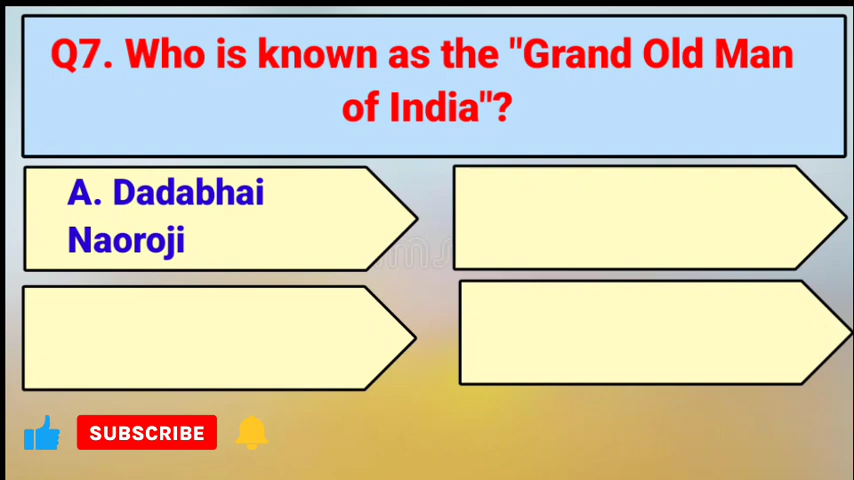 Q7. Who is known as the "Grand Old Man
of India"?
A. Dadabhai
Naoroji
SUBSCRIBE